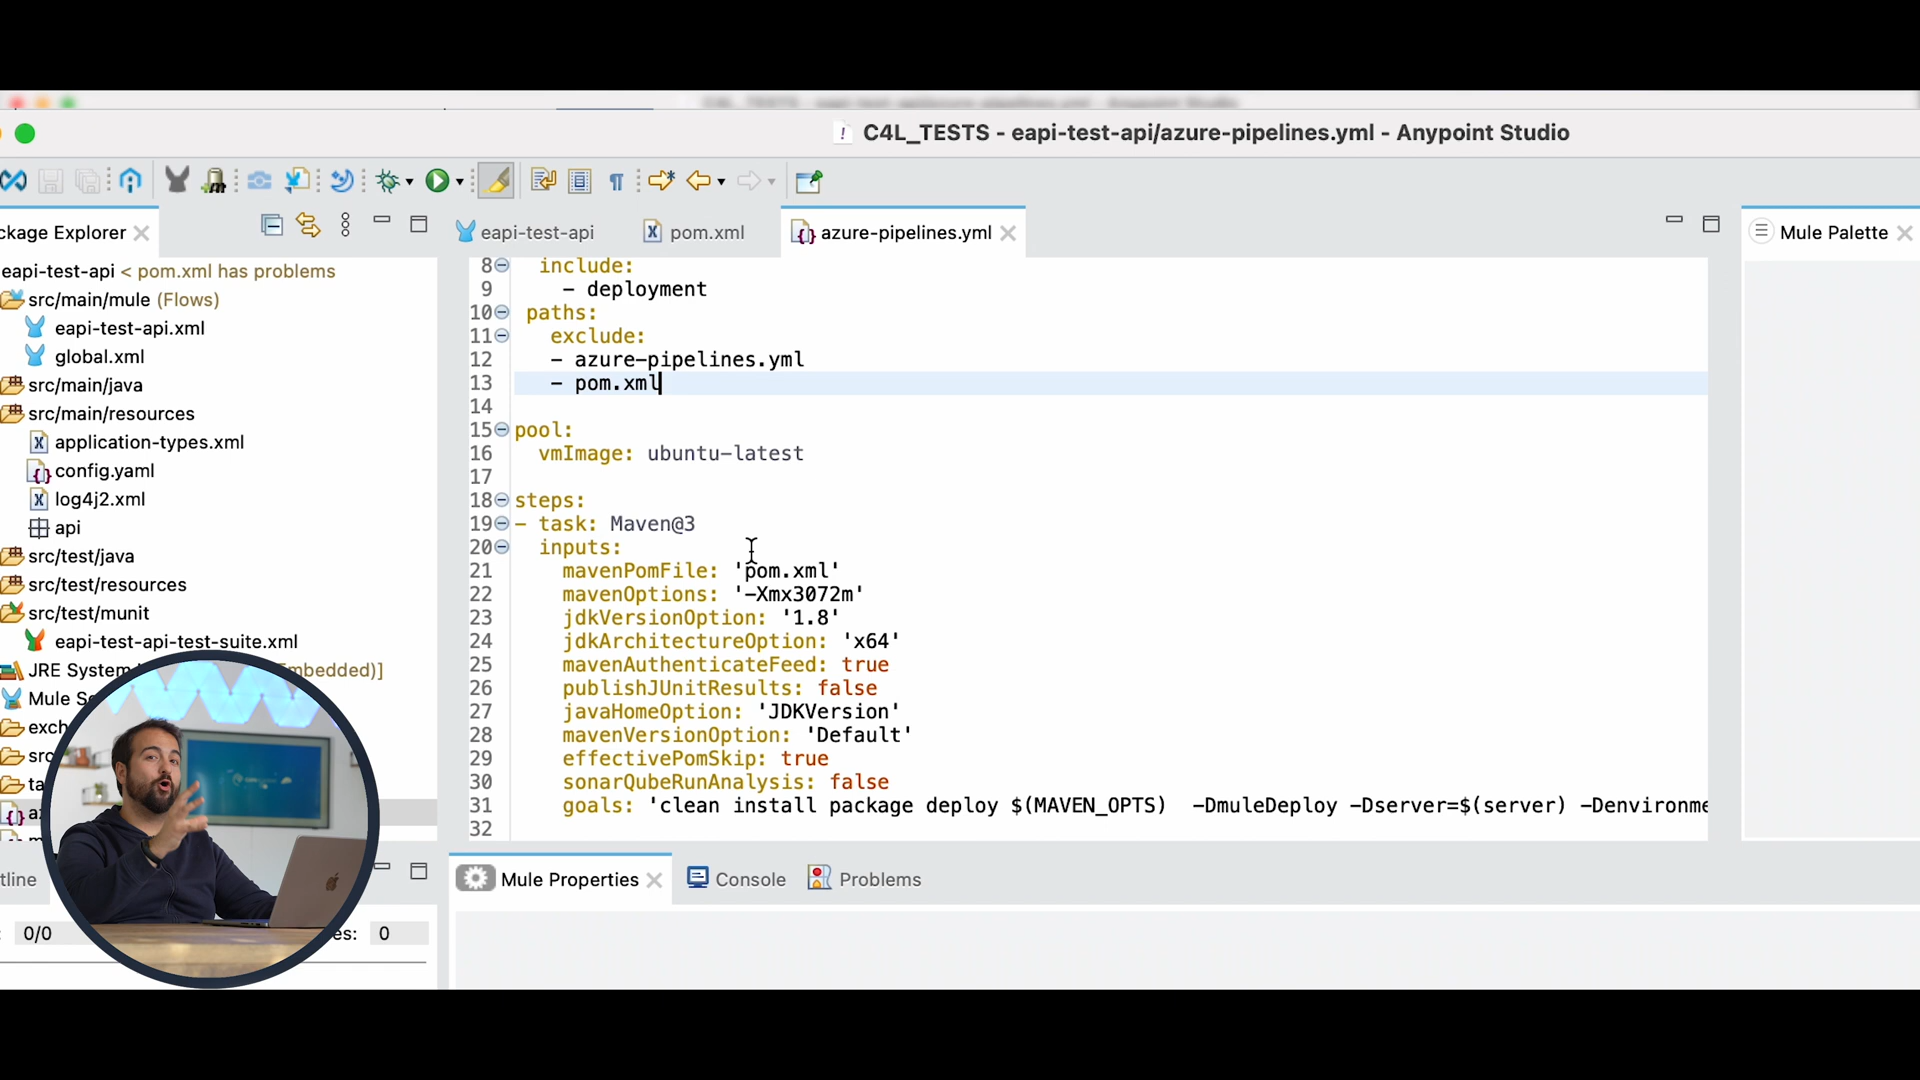 C4L_TESTS - eapi-test-api/azure-pipelines.yml - Anypoint Studio
ckage Explorer
eapi-test-api
pom.xml
azure-pipelines.yml
Mule Palette
eapi-test-api < pom.xml has problems
src/main/mule (Flows)
eapi-test-api.xml
global.xml
src/main/java
src/main/resources
application-types.xml
config.yaml
log4j2.xml
api
src/test/java
src/test/resources
src/test/munit
eapi-test-api-test-suite.xml
JRE System mbedded)]
Mule S
exch
src
ta
az
8 include:
9 - deployment
10 paths:
11 exclude:
12 - azure-pipelines.yml
13 - pom.xml
14
15 pool:
16 vmImage: ubuntu-latest
17
18 steps:
19 - task: Maven@3
20 inputs:
21 mavenPomFile: 'pom.xml'
22 mavenOptions: '-Xmx3072m'
23 jdkVersionOption: '1.8'
24 jdkArchitectureOption: 'x64'
25 mavenAuthenticateFeed: true
26 publishJUnitResults: false
27 javaHomeOption: 'JDKVersion'
28 mavenVersionOption: 'Default'
29 effectivePomSkip: true
30 sonarQubeRunAnalysis: false
31 goals: 'clean install package deploy $(MAVEN_OPTS)  -DmuleDeploy -Dserver=$(server) -Denvironme
32
tline
Mule Properties
Console
Problems
: 0/0
es: 0